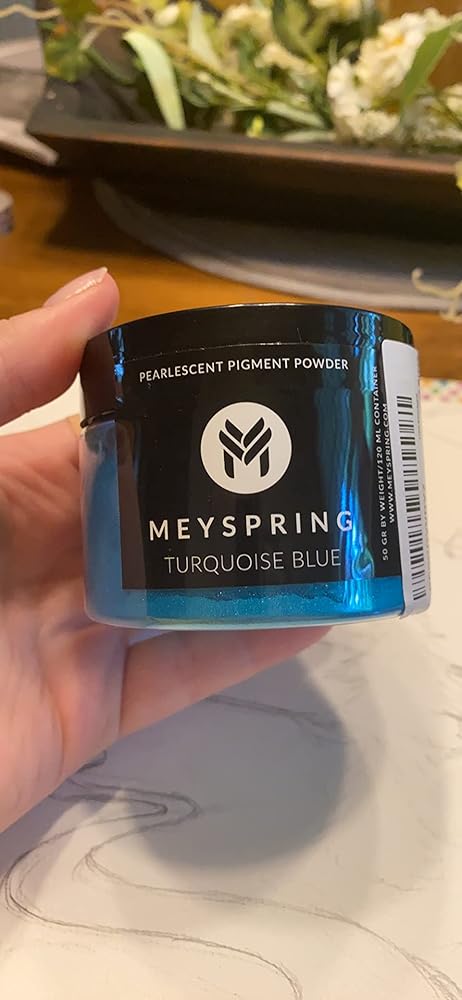 PEARLESCENT PIGMENT POWDER
MEYSPRING
TURQUOISE BLUE
50 GR BY WEIGHT/120 ML CONTAINER
WWW.MEYSPRING.COM